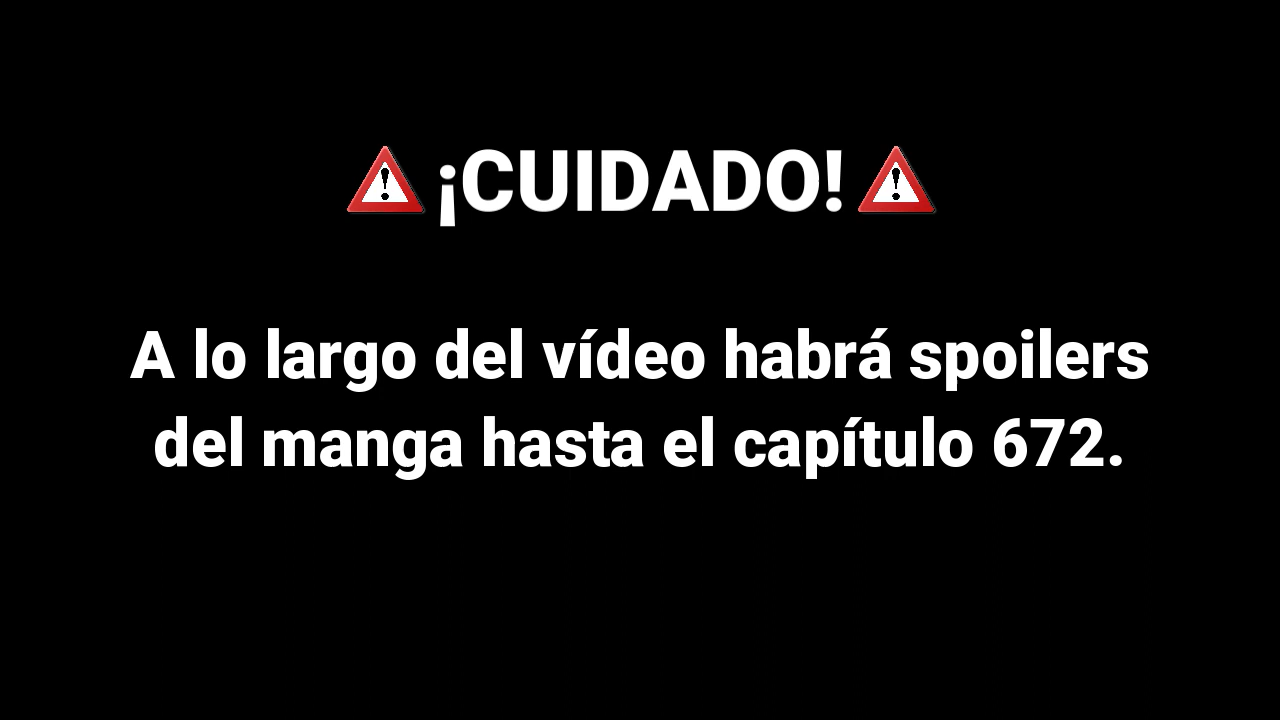 ¡CUIDADO!
A lo largo del vídeo habrá spoilers
del manga hasta el capítulo 672.